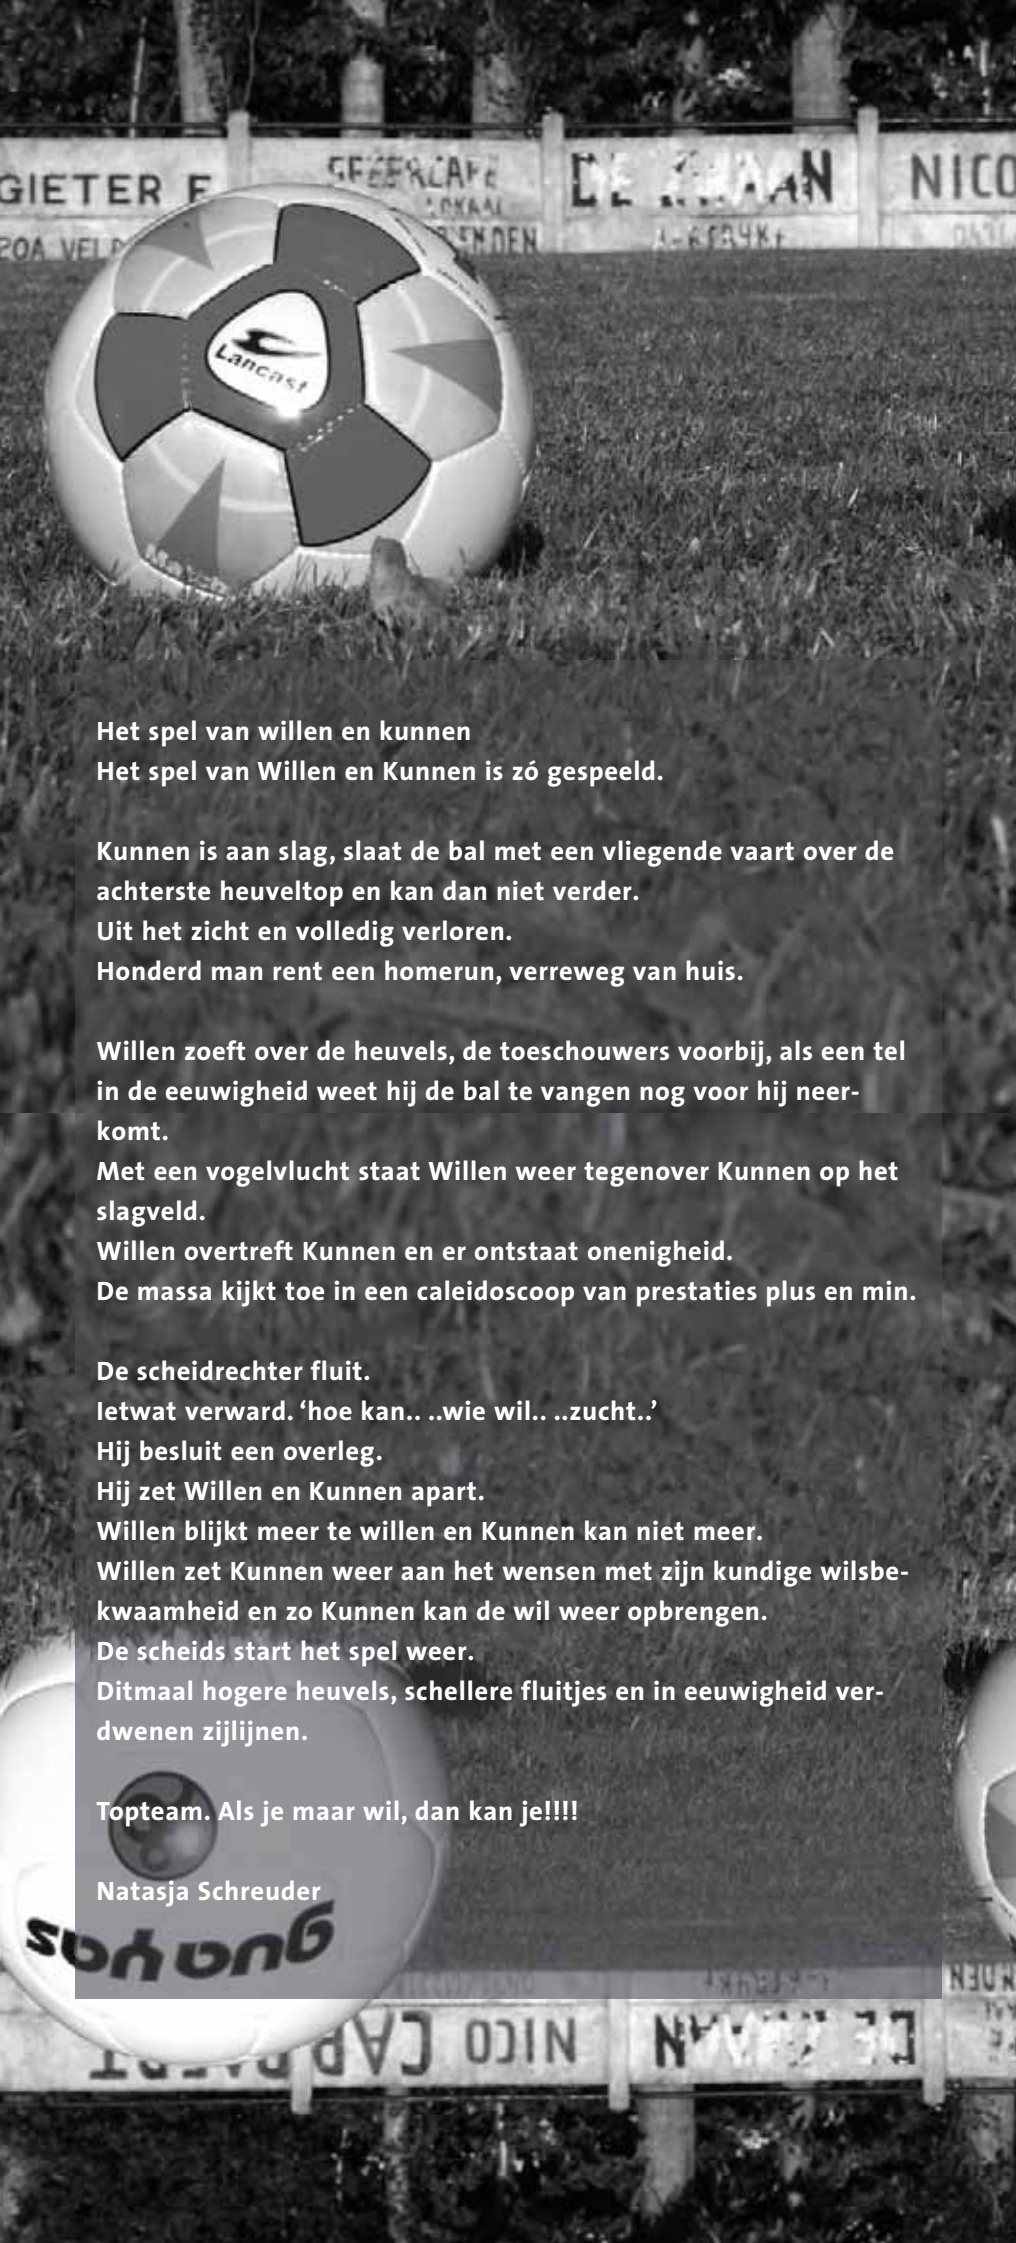 GIETER
DE
NICO
Lancast
Match
Het spel van willen en kunnen
Het spel van Willen en Kunnen is zó gespeeld.
Kunnen is aan slag, slaat de bal met een vliegende vaart over de
achterste heuveltop en kan dan niet verder.
Uit het zicht en volledig verloren.
Honderd man rent een homerun, verreweg van huis.
Willen zoeft over de heuvels, de toeschouwers voorbij, als een tel
in de eeuwigheid weet hij de bal te vangen nog voor hij neer-
komt.
Met een vogelvlucht staat Willen weer tegenover Kunnen op het
slagveld.
Willen overtreft Kunnen en er ontstaat onenigheid.
De massa kijkt toe in een caleidoscoop van prestaties plus en min.
De scheidrechter fluit.
Ietwat verward. ‘hoe kan.. ..wie wil.. ..zucht..’
Hij besluit een overleg.
Hij zet Willen en Kunnen apart.
Willen blijkt meer te willen en Kunnen kan niet meer.
Willen zet Kunnen weer aan het wensen met zijn kundige wilsbe-
kwaamheid en zo Kunnen kan de wil weer opbrengen.
De scheids start het spel weer.
Ditmaal hogere heuvels, schellere fluitjes en in eeuwigheid ver-
dwenen zijlijnen.
Topteam. Als je maar wil, dan kan je!!!!
Natasja Schreuder
NICO
DE